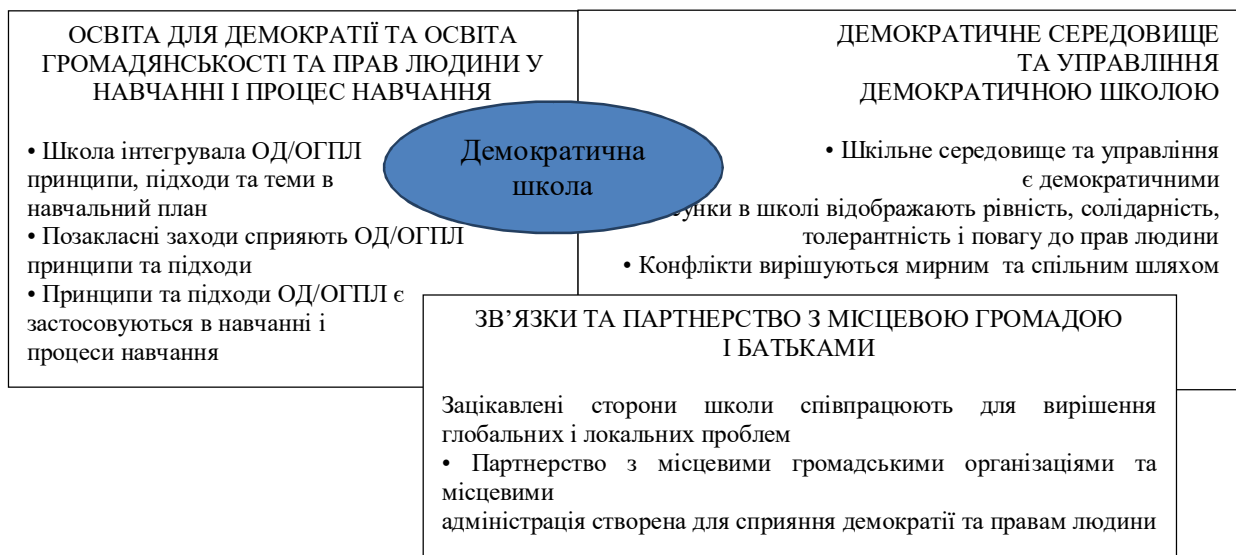 ОСВІТА ДЛЯ ДЕМОКРАТІЇ ТА ОСВІТА
ГРОМАДЯНСЬКОСТІ ТА ПРАВ ЛЮДИНИ У
НАВЧАННІ І ПРОЦЕС НАВЧАННЯ
• Школа інтегрувала ОД/ОГПЛ
принципи, підходи та теми в
навчальний план
• Позакласні заходи сприяють ОД/ОГПЛ
принципи та підходи
• Принципи та підходи ОД/ОГПЛ є
застосовуються в навчанні і
процеси навчання
Демократична
школа
ДЕМОКРАТИЧНЕ СЕРЕДОВИЩЕ
ТА УПРАВЛІННЯ
ДЕМОКРАТИЧНОЮ ШКОЛОЮ
• Шкільне середовище та управління
є демократичними
в школі відображають рівність, солідарність,
толерантність і повагу до прав людини
• Конфлікти вирішуються мирним та спільним шляхом
ЗВ’ЯЗКИ ТА ПАРТНЕРСТВО З МІСЦЕВОЮ ГРОМАДОЮ
І БАТЬКАМИ
Зацікавлені сторони школи співпрацюють для вирішення
глобальних і локальних проблем
• Партнерство з місцевими громадськими організаціями та
місцевими
адміністрація створена для сприяння демократії та правам людини